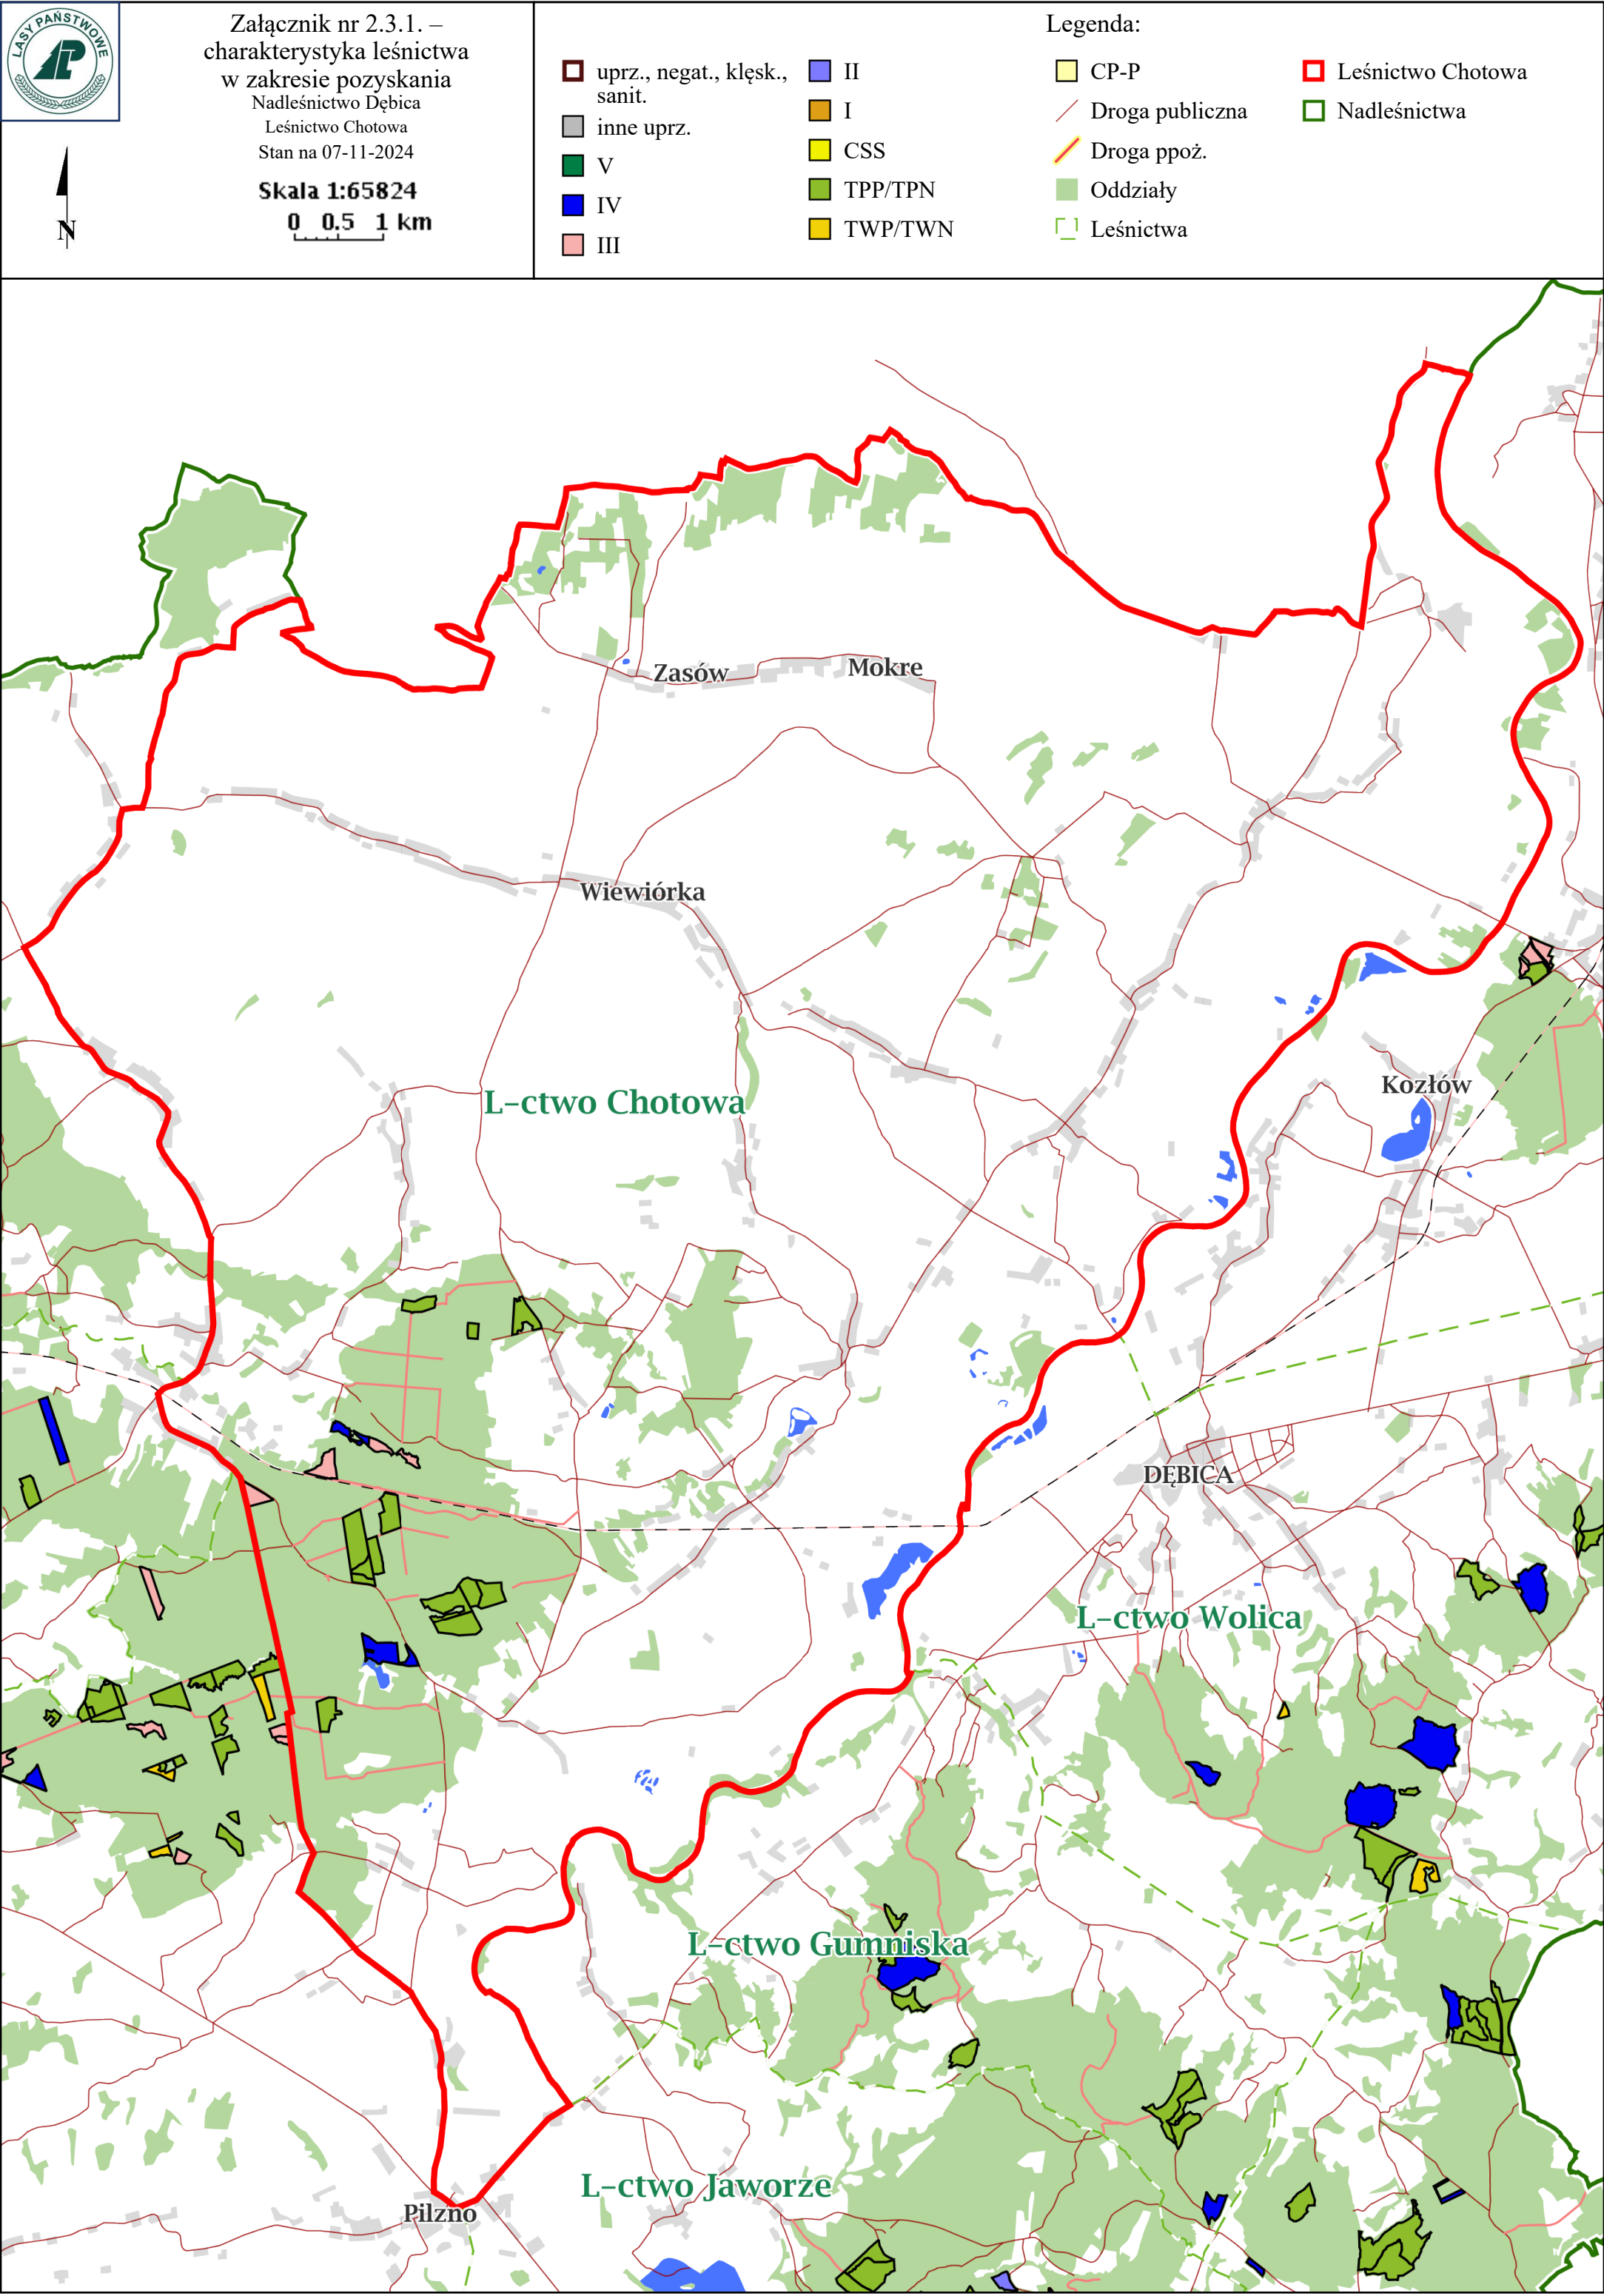 LASY PAŃSTWOWE
Załącznik nr 2.3.1. –
charakterystyka leśnictwa
w zakresie pozyskania
Nadleśnictwo Dębica
Leśnictwo Chotowa
Stan na 07-11-2024
Skala 1:65824
0 0.5 1 km
N
Legenda:
uprz., negat., klęsk.,
sanit.
inne uprz.
V
IV
III
II
I
CSS
TPP/TPN
TWP/TWN
CP-P
Droga publiczna
Droga ppoż.
Oddziały
Leśnictwa
Leśnictwo Chotowa
Nadleśnictwa
Zasów
Mokre
Wiewiórka
Kozłów
L-ctwo Chotowa
DĘBICA
L-ctwo Wolica
L-ctwo Gumniska
L-ctwo Jaworze
Pilzno